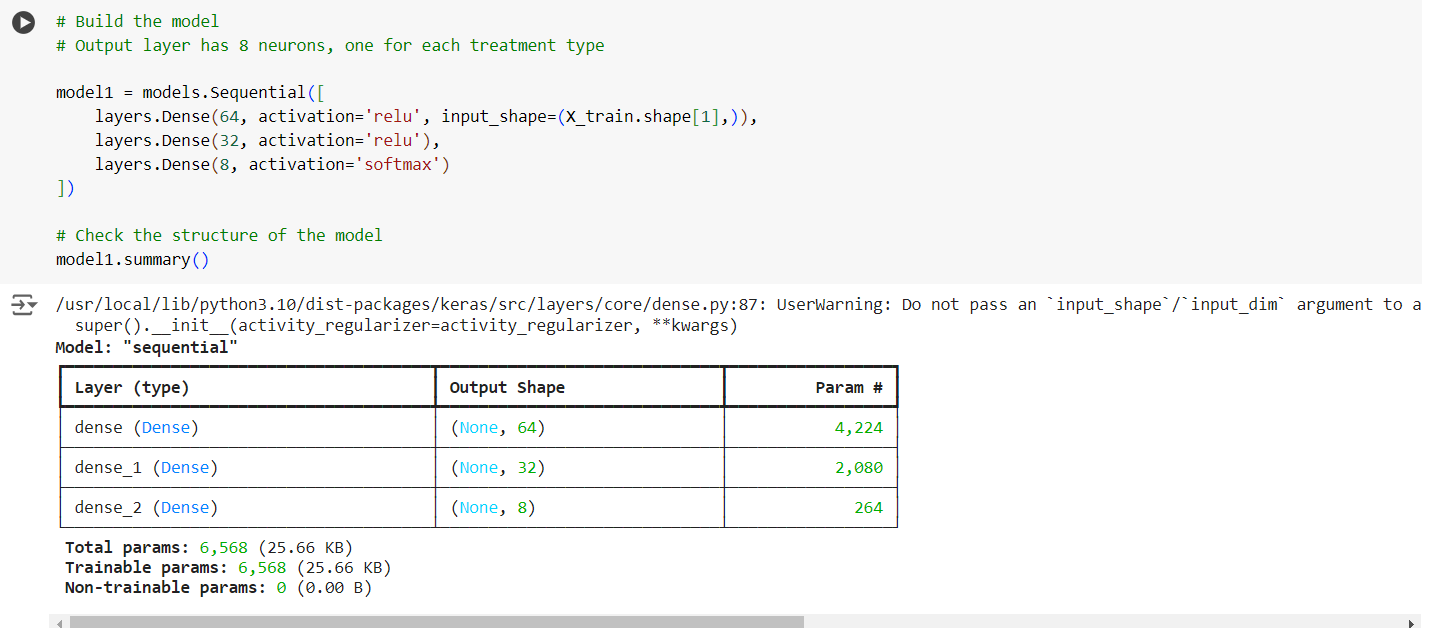 # Build the model
# Output layer has 8 neurons, one for each treatment type
model1 = models.Sequential([
    layers.Dense(64, activation='relu', input_shape=(X_train.shape[1],)),
    layers.Dense(32, activation='relu'),
    layers.Dense(8, activation='softmax')
])
# Check the structure of the model
model1.summary()
/usr/local/lib/python3.10/dist-packages/keras/src/layers/core/dense.py:87: UserWarning: Do not pass an `input_shape`/`input_dim` argument to a
  super().__init__(activity_regularizer=activity_regularizer, **kwargs)
Model: "sequential"
Layer (type) Output Shape Param #
dense (Dense) (None, 64) 4,224
dense_1 (Dense) (None, 32) 2,080
dense_2 (Dense) (None, 8) 264
Total params: 6,568 (25.66 KB)
Trainable params: 6,568 (25.66 KB)
Non-trainable params: 0 (0.00 B)